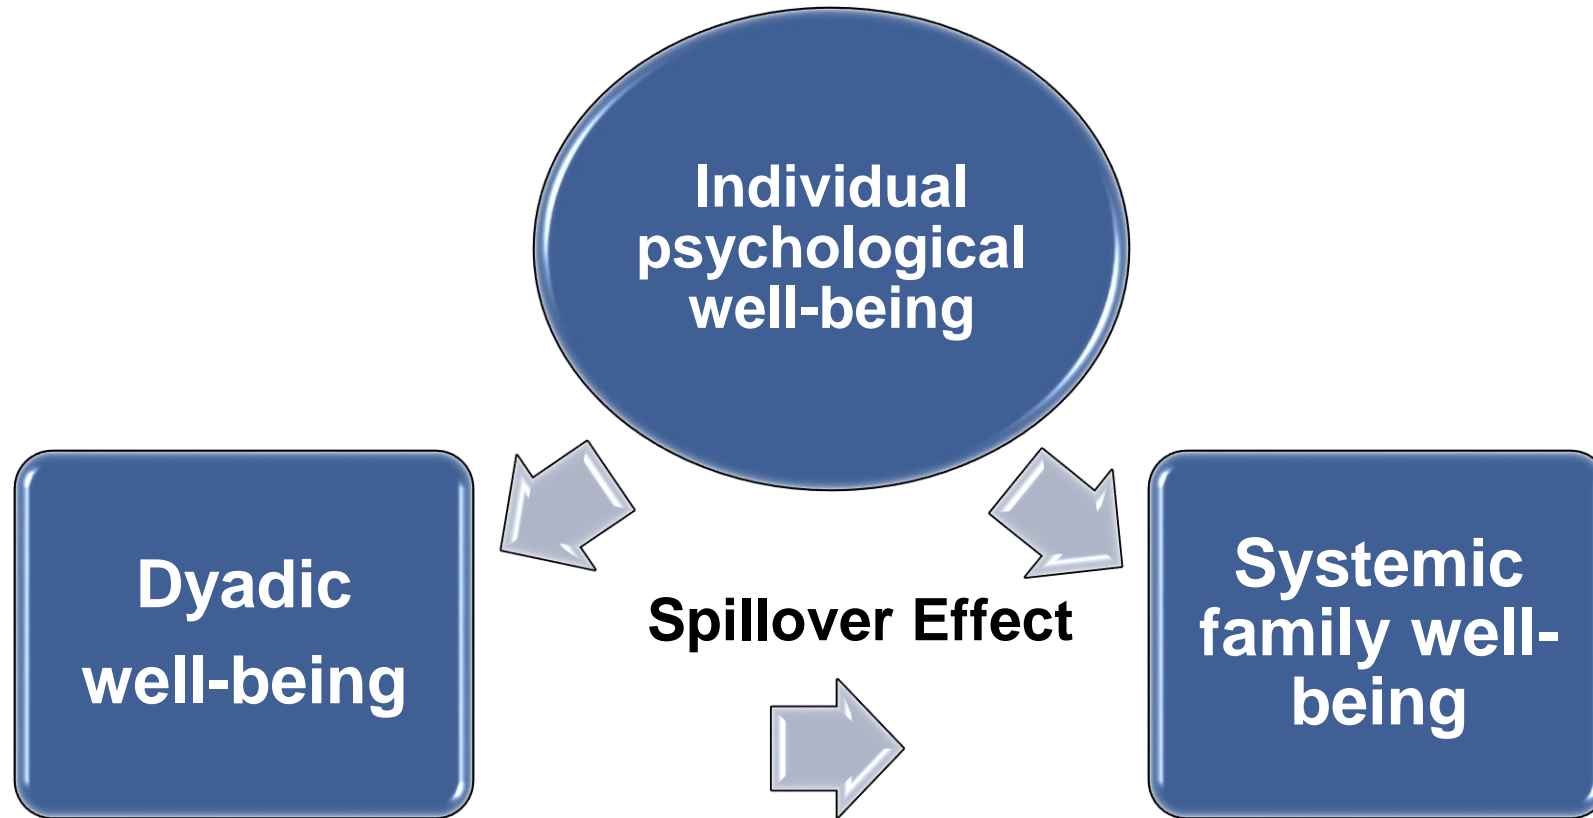 Individual
psychological
well-being
Dyadic
well-being
Spillover Effect
Systemic
family well-
being